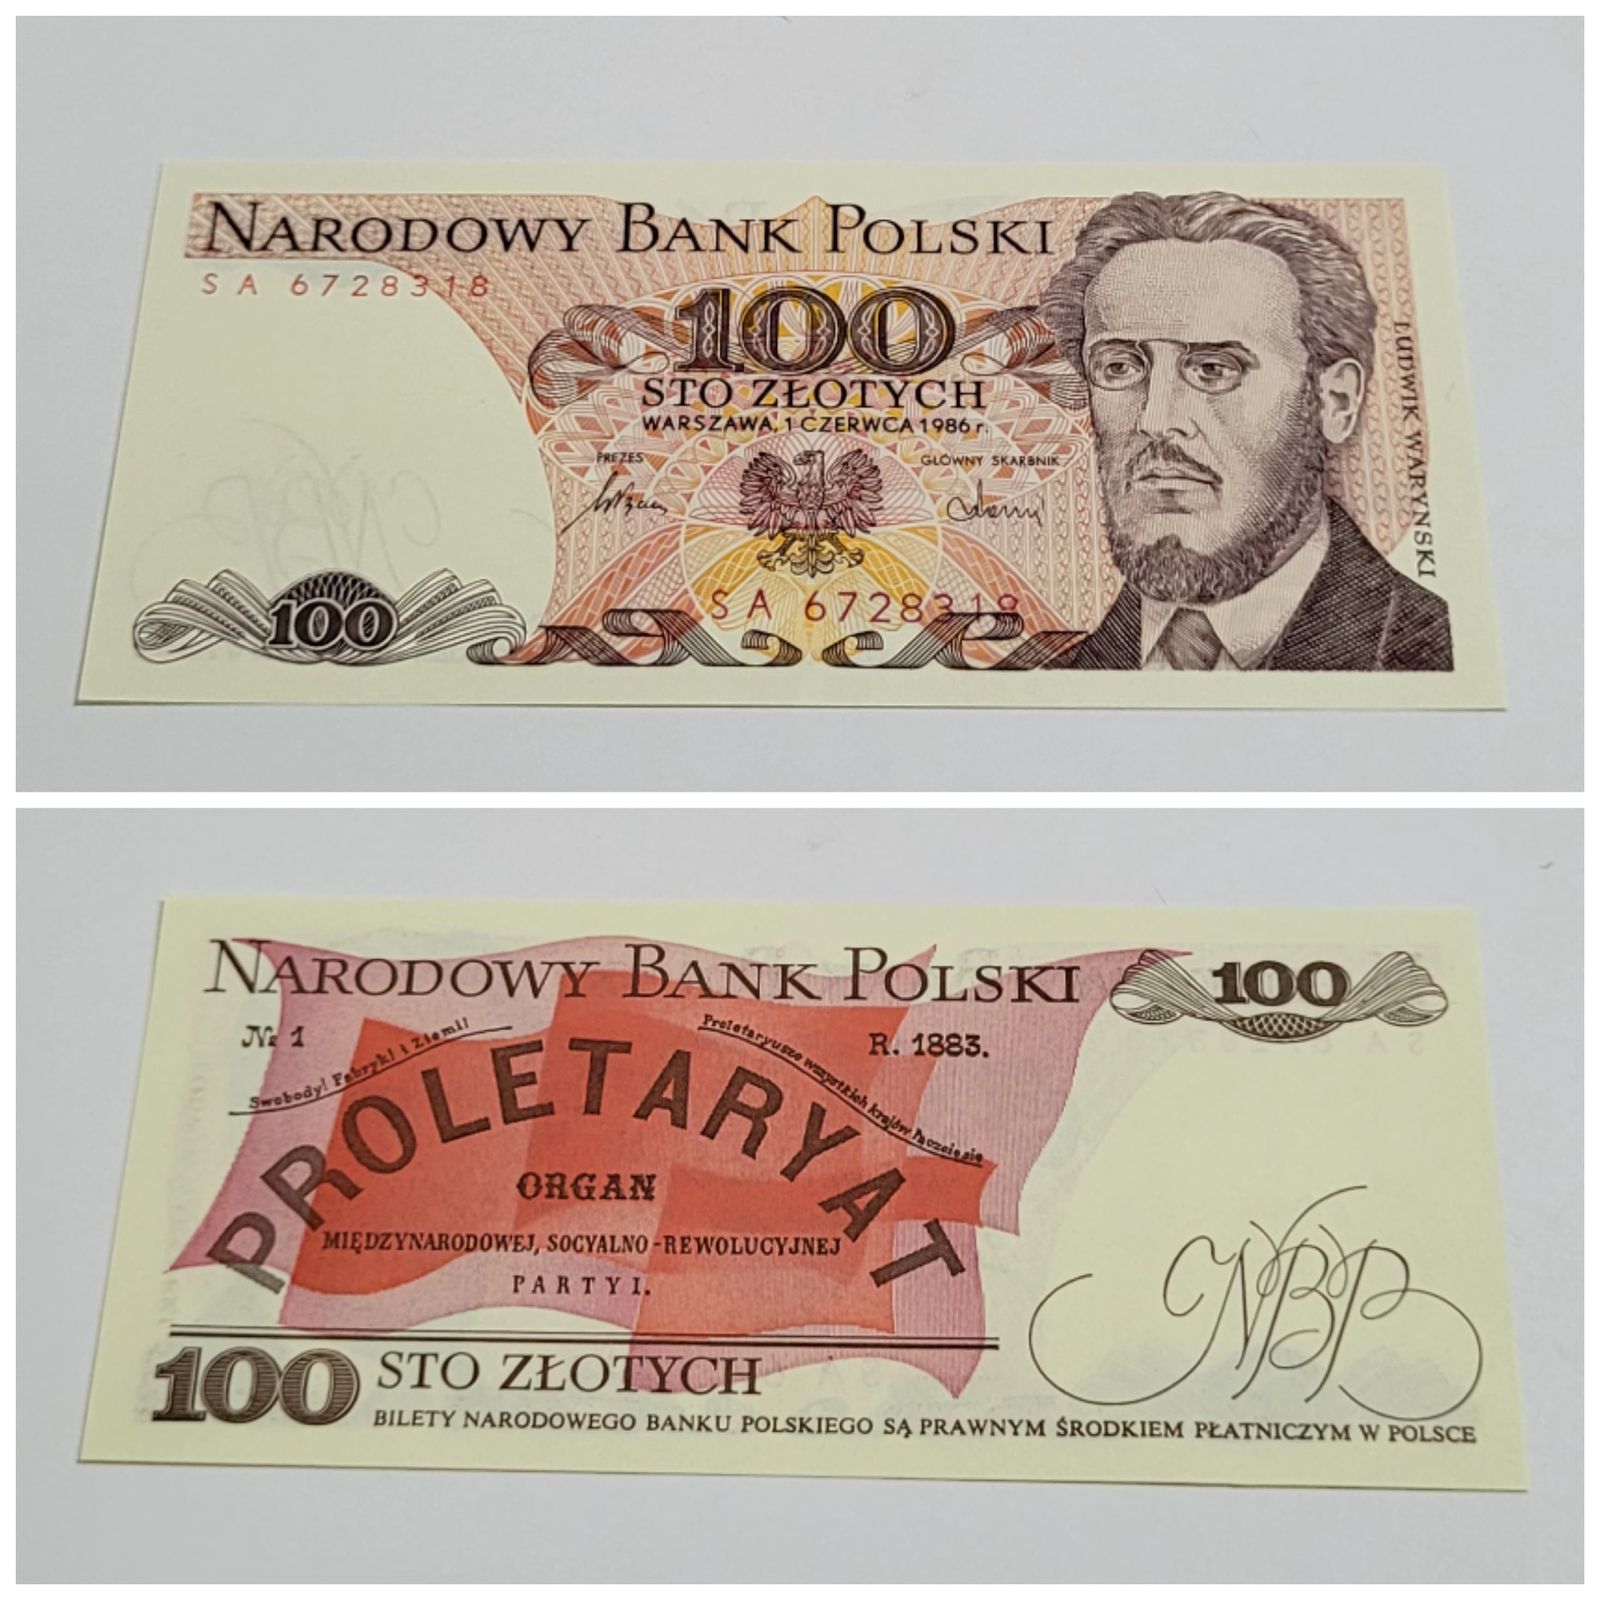 NARODOWY BANK POLSKI
SA 6728318
100
STO ZŁOTYCH
WARSZAWA, 1 CZERWCA 1986 r.
PREZES
GŁÓWNY SKARBNIK
SA 6728318
100
LUDWIK WARYŃSKI
NARODOWY BANK POLSKI
100
№ 1
Swobody! Fabryk! i Ziemi!
Proletaryusze wszystkich krajów łączcie się
R. 1883.
PROLETARYAT
ORGAN
MIĘDZYNARODOWEJ, SOCYALNO-REWOLUCYJNEJ
PARTYI.
NBP
100 STO ZŁOTYCH
BILETY NARODOWEGO BANKU POLSKIEGO SĄ PRAWNYM ŚRODKIEM PŁATNICZYM W POLSCE